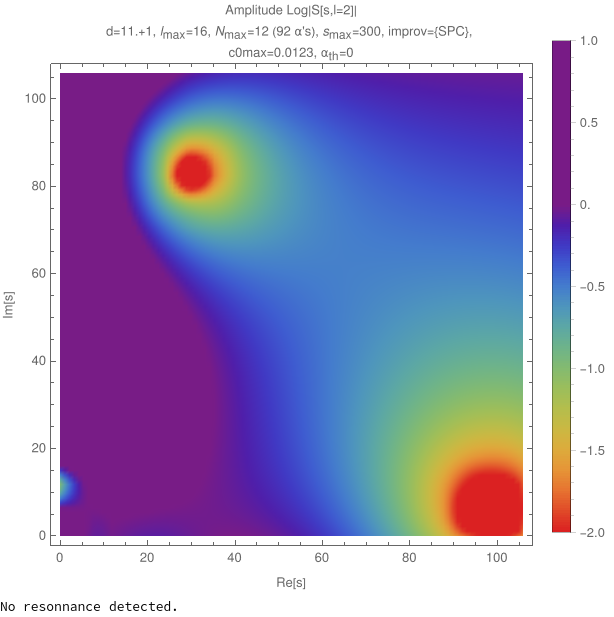 Amplitude Log|S[s,l=2]|
d=11.+1, lmax=16, Nmax=12 (92 α's), smax=300, improv={SPC},
c0max=0.0123, αth=0
100
80
60
40
20
0
Im[s]
0 20 40 60 80 100
Re[s]
1.0
0.5
0.
−0.5
−1.0
−1.5
−2.0
No resonnance detected.